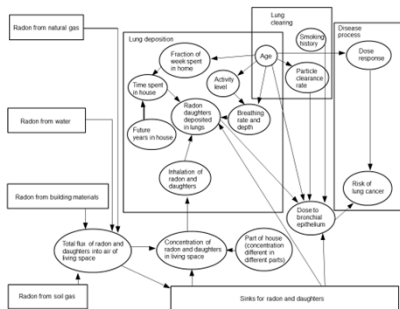 Radon from natural gas
Radon from water
Radon from building materials
Radon from soil gas
Lung deposition
Lung
clearing
Disease
process
Fraction of
week spent
in home
Time spent
in house
Future
years in house
Activity
level
Radon
daughters
deposited
in lungs
Breathing
rate and
depth
Inhalation of
radon and
daughters
Age
Smoking
history
Particle
clearance
rate
Dose
response
Risk of
lung cancer
Dose to
bronchial
epithelium
Total flux of radon and
daughters into air of
living space
Concentration of
radon and daughters
in living space
Part of house
(concentration
different in
different parts)
Sinks for radon and daughters